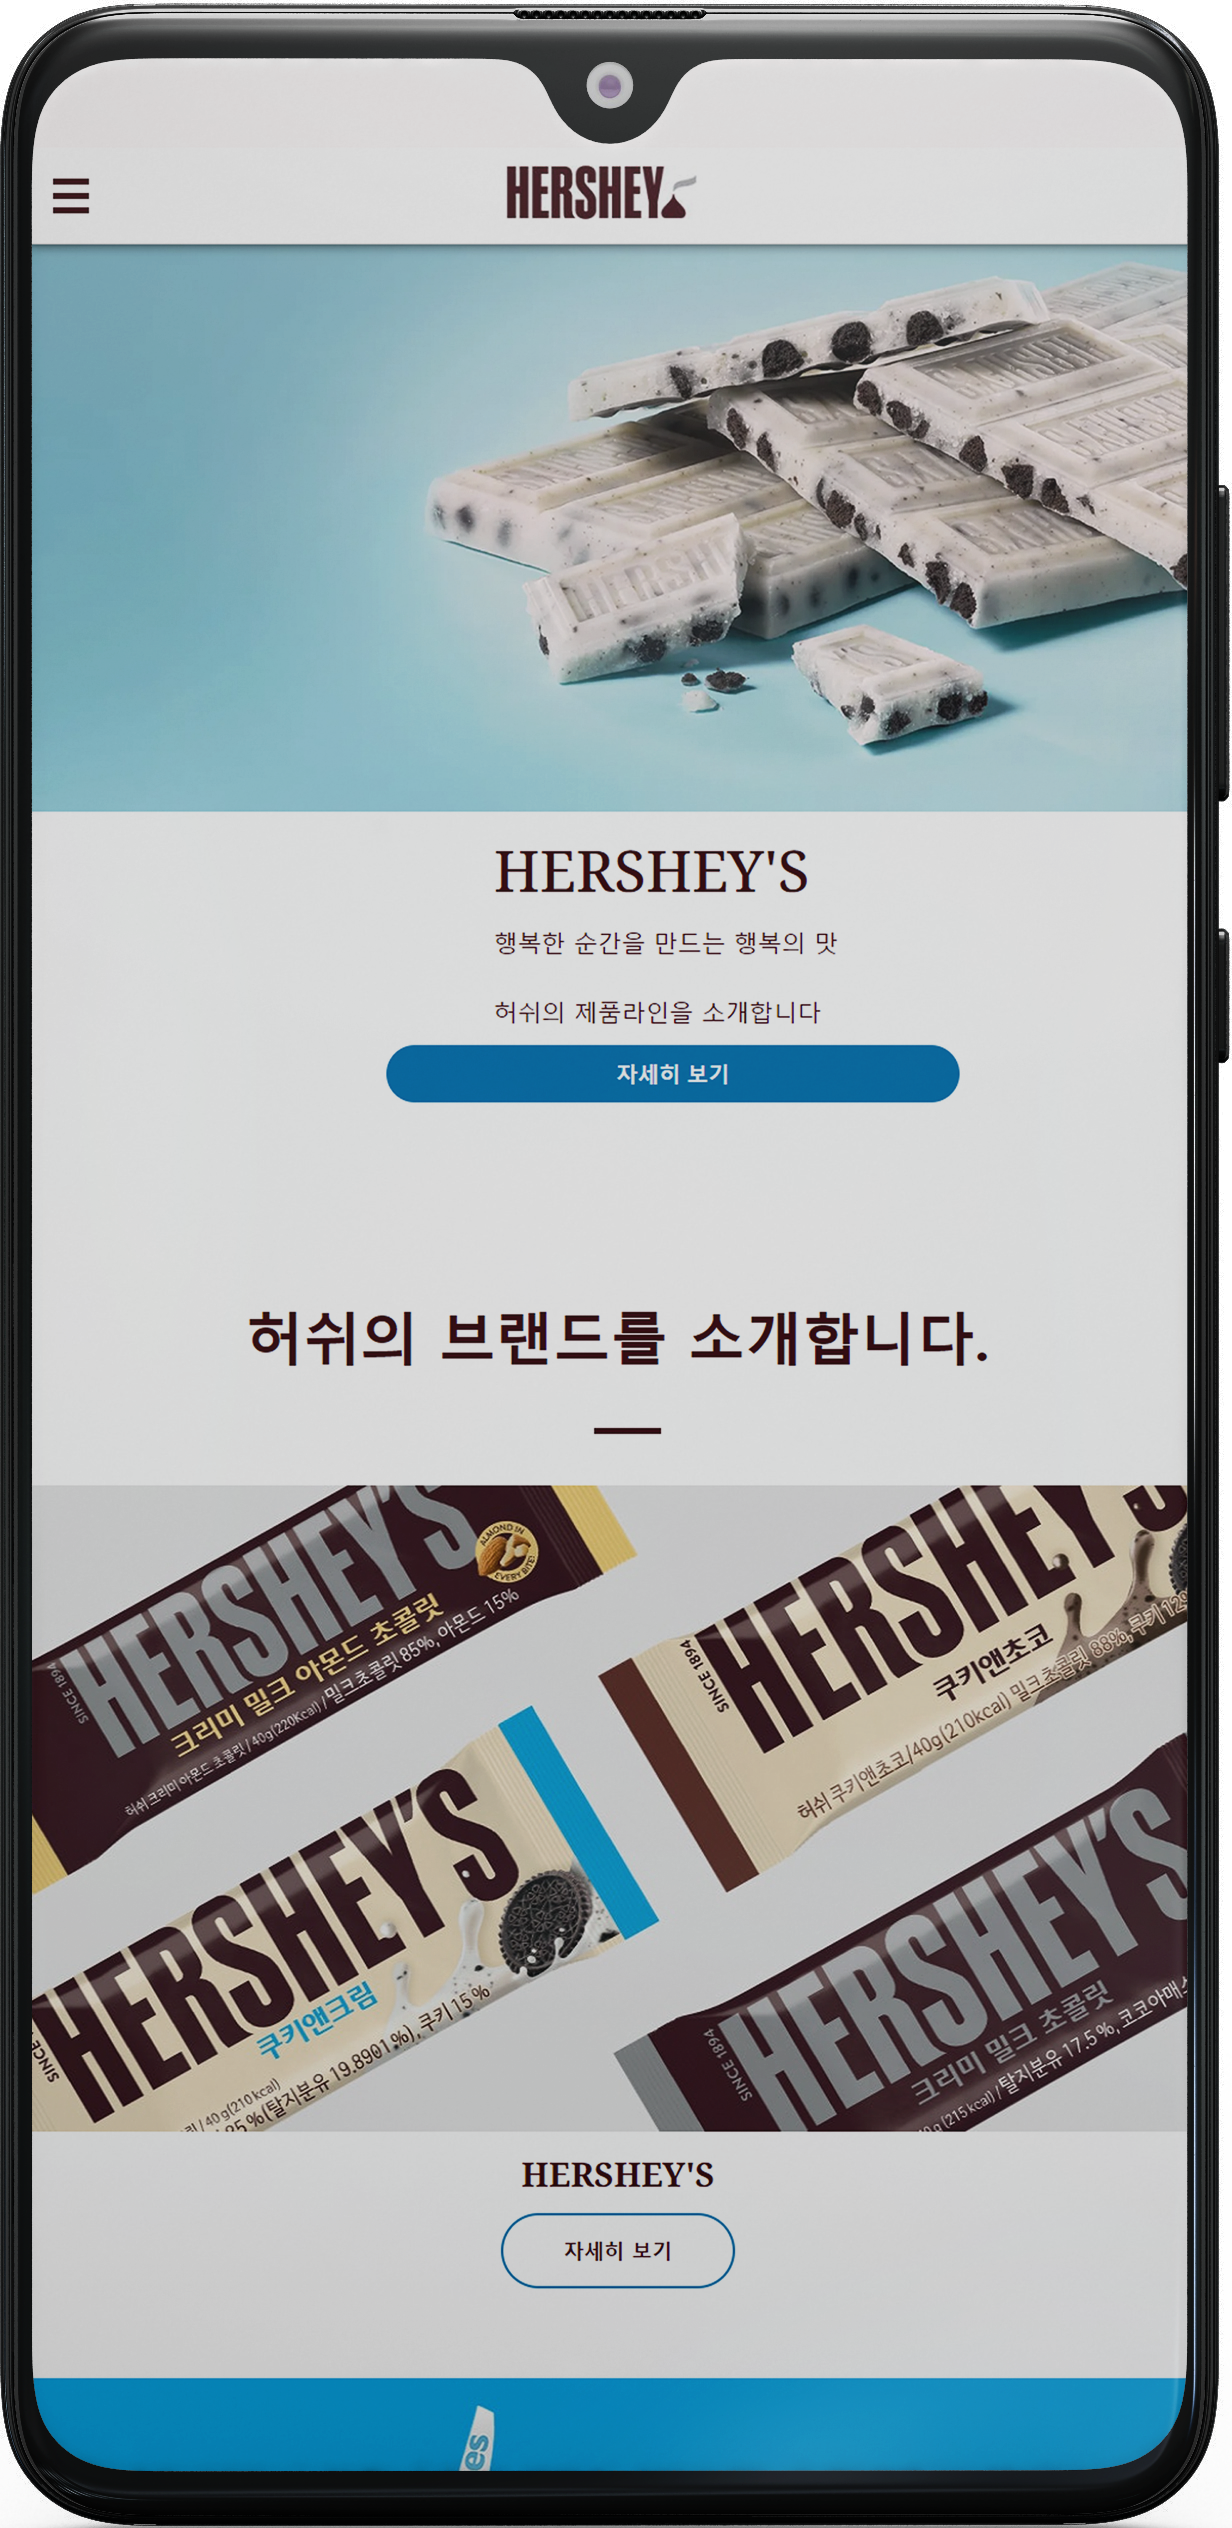 HERSHEY
HERSH
HERSHEY'S
행복한 순간을 만드는 행복의 맛
허쉬의 제품라인을 소개합니다
자세히 보기
허쉬의 브랜드를 소개합니다.
HERSHEY'S
ALMOND IN
EVERY BITE!
SINCE 1894
크리미 밀크 아몬드 초콜릿
허쉬 크리미 아몬드 초콜릿/40g(220Kcal)/밀크초콜릿 85%, 아몬드 15%
HERSHEY'S
SINCE 1894
쿠키앤초코
허쉬 쿠키앤초코/40g(210kcal) 밀크초콜릿 88%, 쿠키 12%
HERSHEY'S
SINCE
쿠키앤크림
/40g(210kcal)
(탈지분유 19.8901%), 쿠키 15%
HERSHEY'S
SINCE 1894
크리미 밀크 초콜릿
(215kcal)/탈지분유 17.5%, 코코아매스
HERSHEY'S
자세히 보기
es